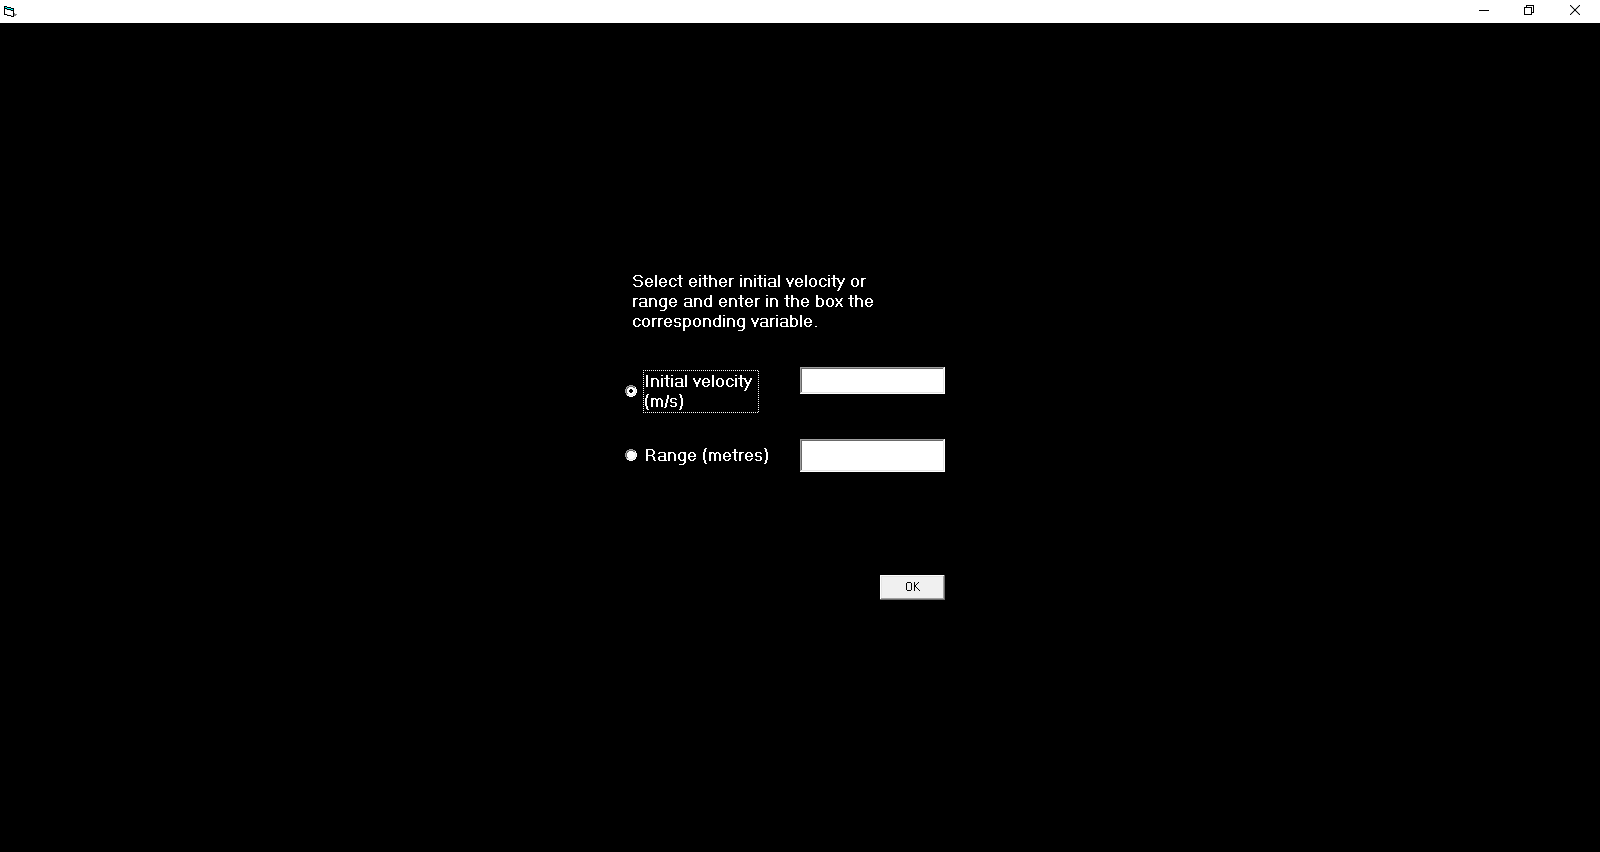 Select either initial velocity or
range and enter in the box the
corresponding variable.
Initial velocity
(m/s)
Range (metres)
OK